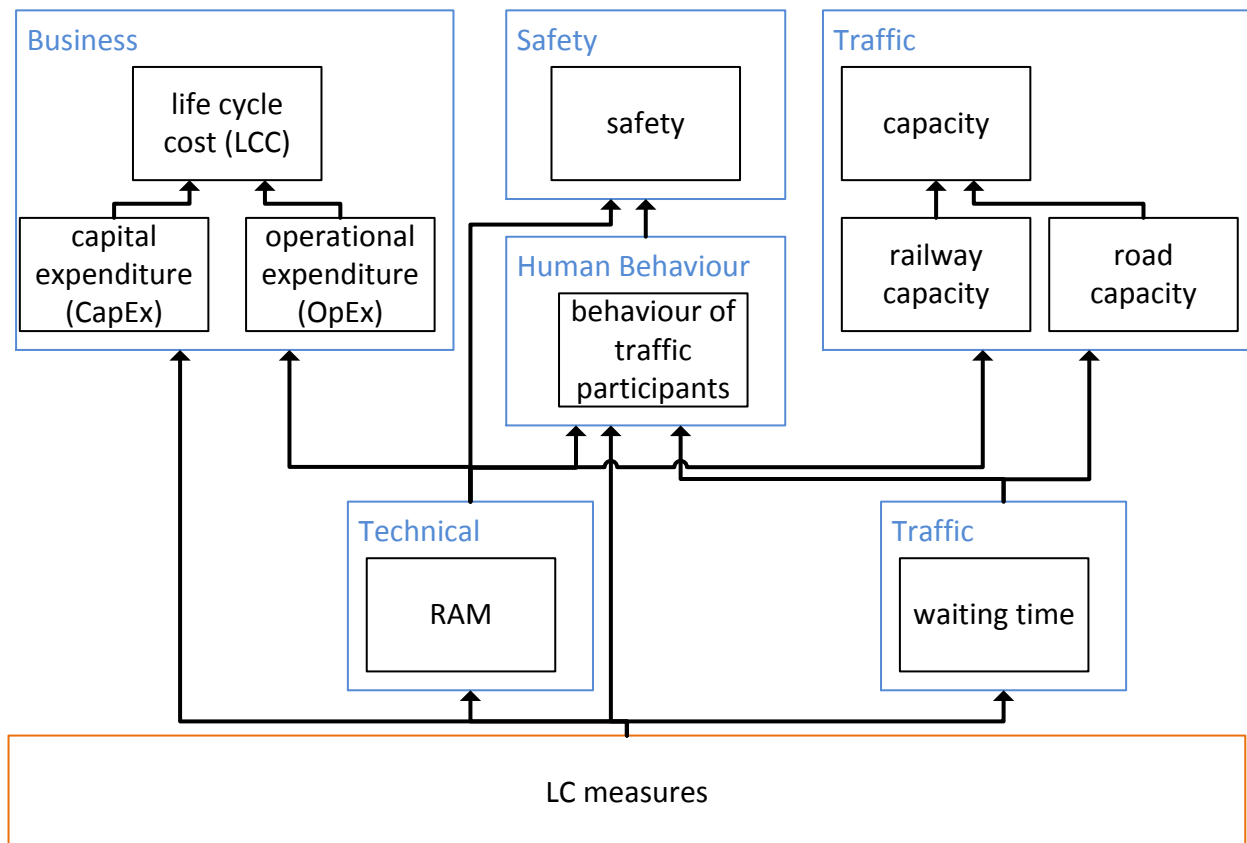 Business
life cycle
cost (LCC)
capital
expenditure
(CapEx)
operational
expenditure
(OpEx)
Safety
safety
Human Behaviour
behaviour of
traffic
participants
Traffic
capacity
railway
capacity
road
capacity
Technical
RAM
Traffic
waiting time
LC measures